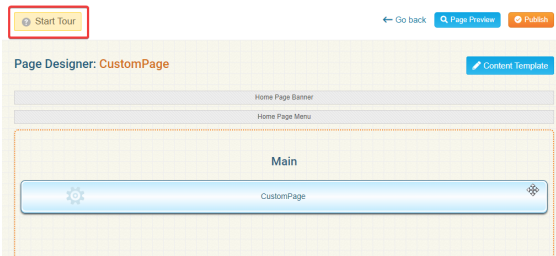 Start Tour
Go back
Page Preview
Publish
Page Designer: CustomPage
Content Template
Home Page Banner
Home Page Menu
Main
CustomPage